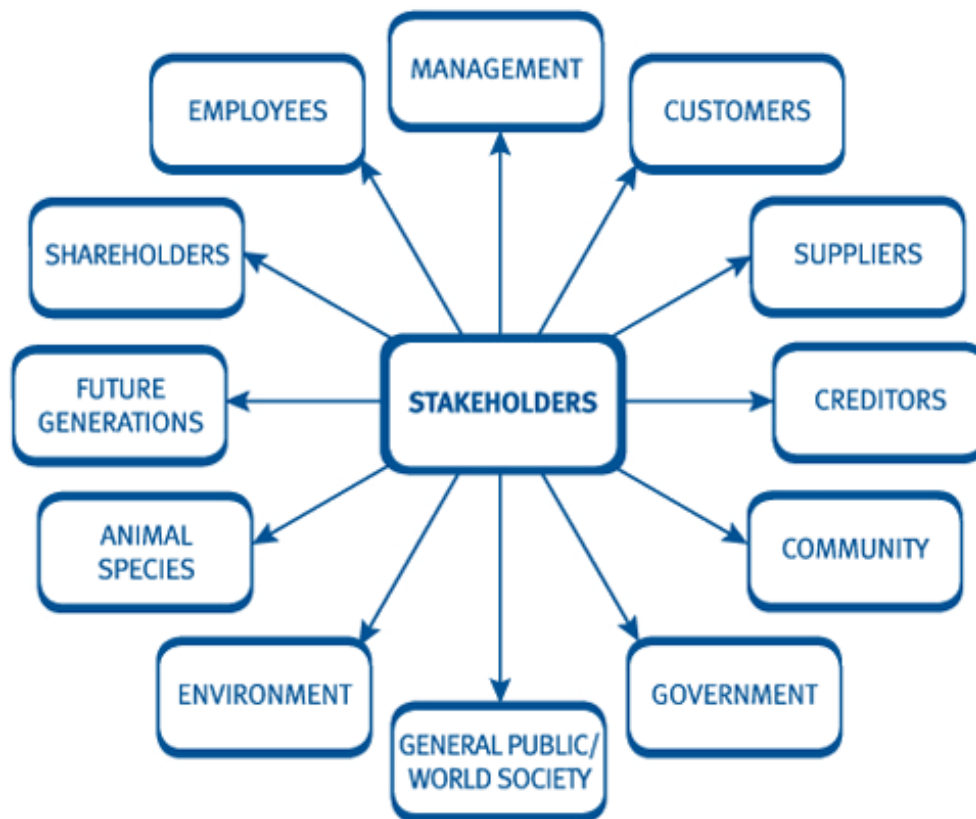 MANAGEMENT
EMPLOYEES
CUSTOMERS
SHAREHOLDERS
SUPPLIERS
FUTURE
GENERATIONS
STAKEHOLDERS
CREDITORS
ANIMAL
SPECIES
COMMUNITY
ENVIRONMENT
GOVERNMENT
GENERAL PUBLIC/
WORLD SOCIETY